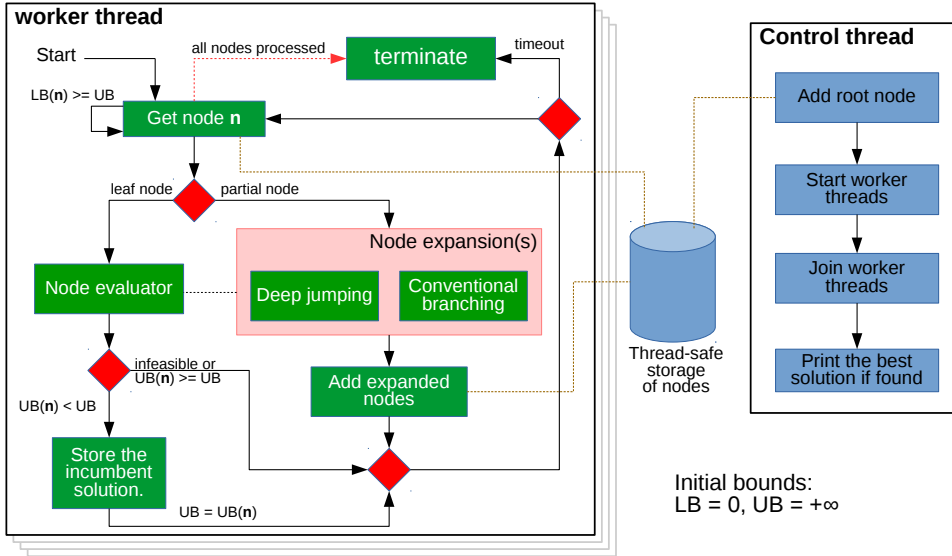 worker thread
Start
all nodes processed
terminate
timeout
LB(n) >= UB
Get node n
leaf node
partial node
Node expansion(s)
Node evaluator
Deep jumping
Conventional
branching
infeasible or
UB(n) >= UB
Add expanded
nodes
UB(n) < UB
Store the
incumbent
solution.
UB = UB(n)
Thread-safe
storage
of nodes
Control thread
Add root node
Start worker
threads
Join worker
threads
Print the best
solution if found
Initial bounds:
LB = 0, UB = +∞